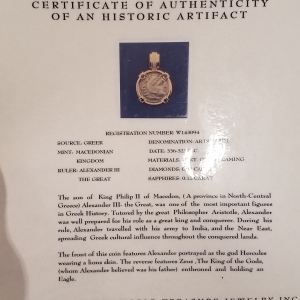 CERTIFICATE OF AUTHENTICITY
OF AN HISTORIC ARTIFACT
REGISTRATION NUMBER:
SOURCE: GREEK
DENOMINATION:
MINT: MACEDONIAN
DATE:
KINGDOM
MATERIALS:
RULER: ALEXANDER III
DIAMONDS:
THE GREAT
SAPPHIRES:
The son of King Philip II of Macedon, (A province in North-Central
Greece) Alexander III- the Great, was one of the most important figures
in Greek History. Tutored by the great Philosopher Aristotle, Alexander
was well prepared for his role as a great king and conqueror. During his
rule, Alexander travelled with his army to India, and the Near East,
spreading Greek cultural influence throughout the conquered lands.
The front of this coin features Alexander portrayed as the god Hercules
wearing a lions skin. The reverse features Zeus, The King of the Gods,
(whom Alexander believed was his father) enthroned and holding an
Eagle.